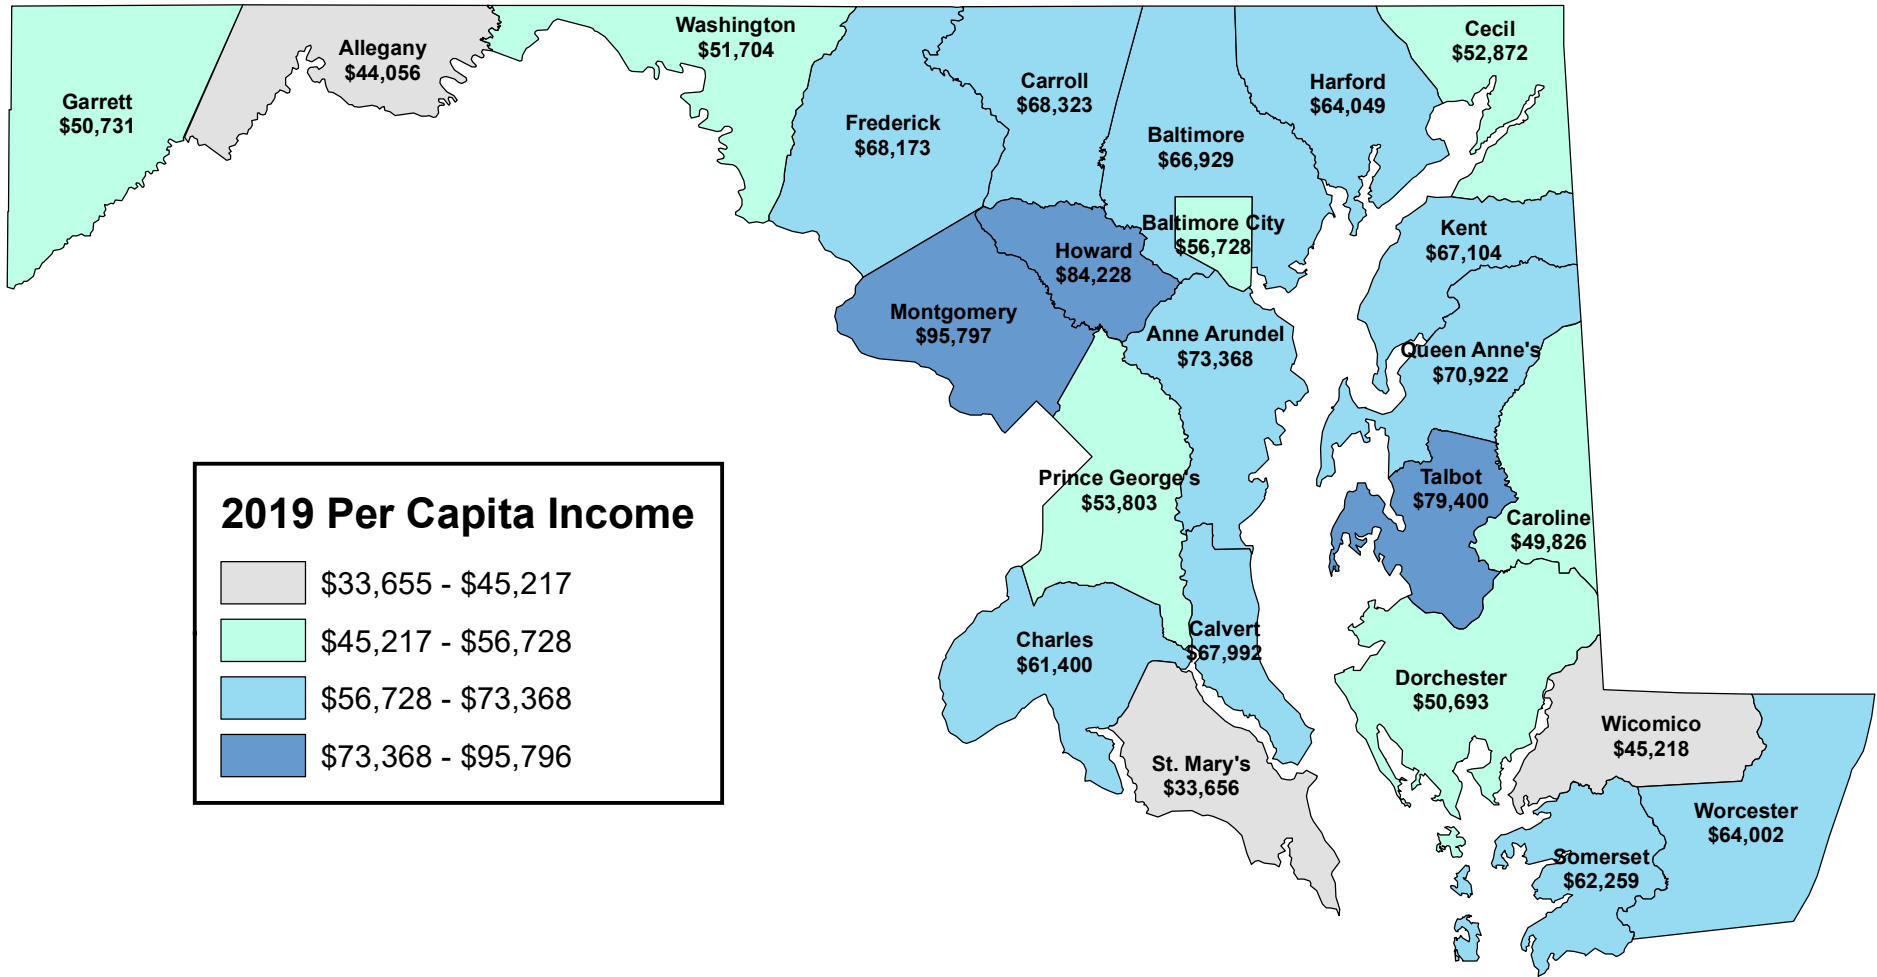 Garrett
$50,731
Allegany
$44,056
Washington
$51,704
Frederick
$68,173
Carroll
$68,323
Baltimore
$66,929
Harford
$64,049
Cecil
$52,872
Baltimore City
$56,728
Howard
$84,228
Montgomery
$95,797
Anne Arundel
$73,368
Kent
$67,104
Queen Anne's
$70,922
Prince George's
$53,803
Talbot
$79,400
Caroline
$49,826
Charles
$61,400
Calvert
$67,992
Dorchester
$50,693
St. Mary's
$33,656
Wicomico
$45,218
Worcester
$64,002
Somerset
$62,259
2019 Per Capita Income
$33,655 - $45,217
$45,217 - $56,728
$56,728 - $73,368
$73,368 - $95,796